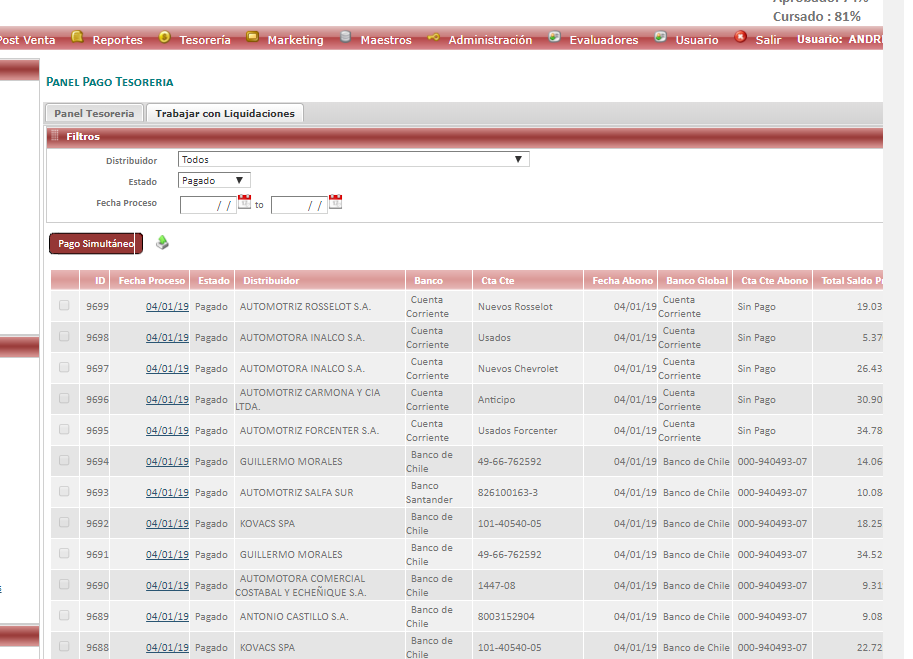 Cursado : 81%
Post Venta Reportes Tesorería Marketing Maestros Administración Evaluadores Usuario Salir Usuario: ANDRI
PANEL PAGO TESORERIA
Panel Tesoreria Trabajar con Liquidaciones
Filtros
Distribuidor Todos
Estado Pagado
Fecha Proceso / / to / /
Pago Simultáneo
ID Fecha Proceso Estado Distribuidor Banco Cta Cte Fecha Abono Banco Global Cta Cte Abono Total Saldo Pr
9699 04/01/19 Pagado AUTOMOTRIZ ROSSELOT S.A. Cuenta Corriente Nuevos Rosselot 04/01/19 Cuenta Corriente Sin Pago 19.03
9698 04/01/19 Pagado AUTOMOTORA INALCO S.A. Cuenta Corriente Usados 04/01/19 Cuenta Corriente Sin Pago 5.37
9697 04/01/19 Pagado AUTOMOTORA INALCO S.A. Cuenta Corriente Nuevos Chevrolet 04/01/19 Cuenta Corriente Sin Pago 26.43
9696 04/01/19 Pagado AUTOMOTRIZ CARMONA Y CIA LTDA. Cuenta Corriente Anticipo 04/01/19 Cuenta Corriente Sin Pago 30.90
9695 04/01/19 Pagado AUTOMOTRIZ FORCENTER S.A. Cuenta Corriente Usados Forcenter 04/01/19 Cuenta Corriente Sin Pago 34.78
9694 04/01/19 Pagado GUILLERMO MORALES Banco de Chile 49-66-762592 04/01/19 Banco de Chile 000-940493-07 14.06
9693 04/01/19 Pagado AUTOMOTRIZ SALFA SUR Banco Santander 826100163-3 04/01/19 Banco de Chile 000-940493-07 10.08
9692 04/01/19 Pagado KOVACS SPA Banco de Chile 101-40540-05 04/01/19 Banco de Chile 000-940493-07 18.25
9691 04/01/19 Pagado GUILLERMO MORALES Banco de Chile 49-66-762592 04/01/19 Banco de Chile 000-940493-07 34.52
9690 04/01/19 Pagado AUTOMOTORA COMERCIAL COSTABAL Y ECHEÑIQUE S.A. Banco de Chile 1447-08 04/01/19 Banco de Chile 000-940493-07 9.31
9689 04/01/19 Pagado ANTONIO CASTILLO S.A. Banco de Chile 8003152904 04/01/19 Banco de Chile 000-940493-07 9.08
9688 04/01/19 Pagado KOVACS SPA Banco de Chile 101-40540-05 04/01/19 Banco de Chile 000-940493-07 22.72